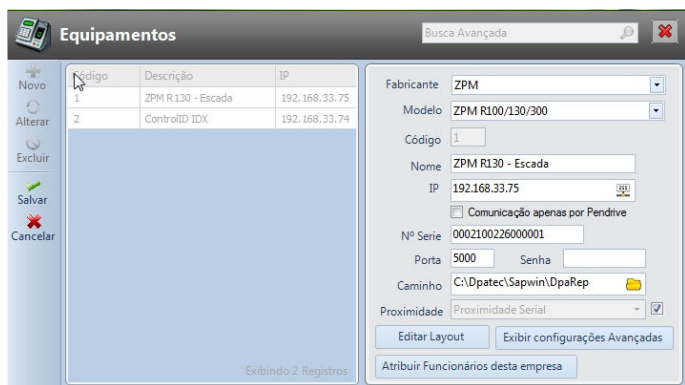 Equipamentos
Busca Avançada
Novo
Alterar
Excluir
Salvar
Cancelar
Código Descrição IP
1 ZPM R130 - Escada 192.168.33.75
2 ControlID IDX 192.168.33.74
Exibindo 2 Registros
Fabricante ZPM
Modelo ZPM R100/130/300
Código 1
Nome ZPM R130 - Escada
IP 192.168.33.75
Comunicação apenas por Pendrive
Nº Serie 0002100226000001
Porta 5000 Senha
Caminho C:\Dpatec\Sapwin\DpaRep
Proximidade Proximidade Serial
Editar Layout Exibir configurações Avançadas
Atribuir Funcionários desta empresa